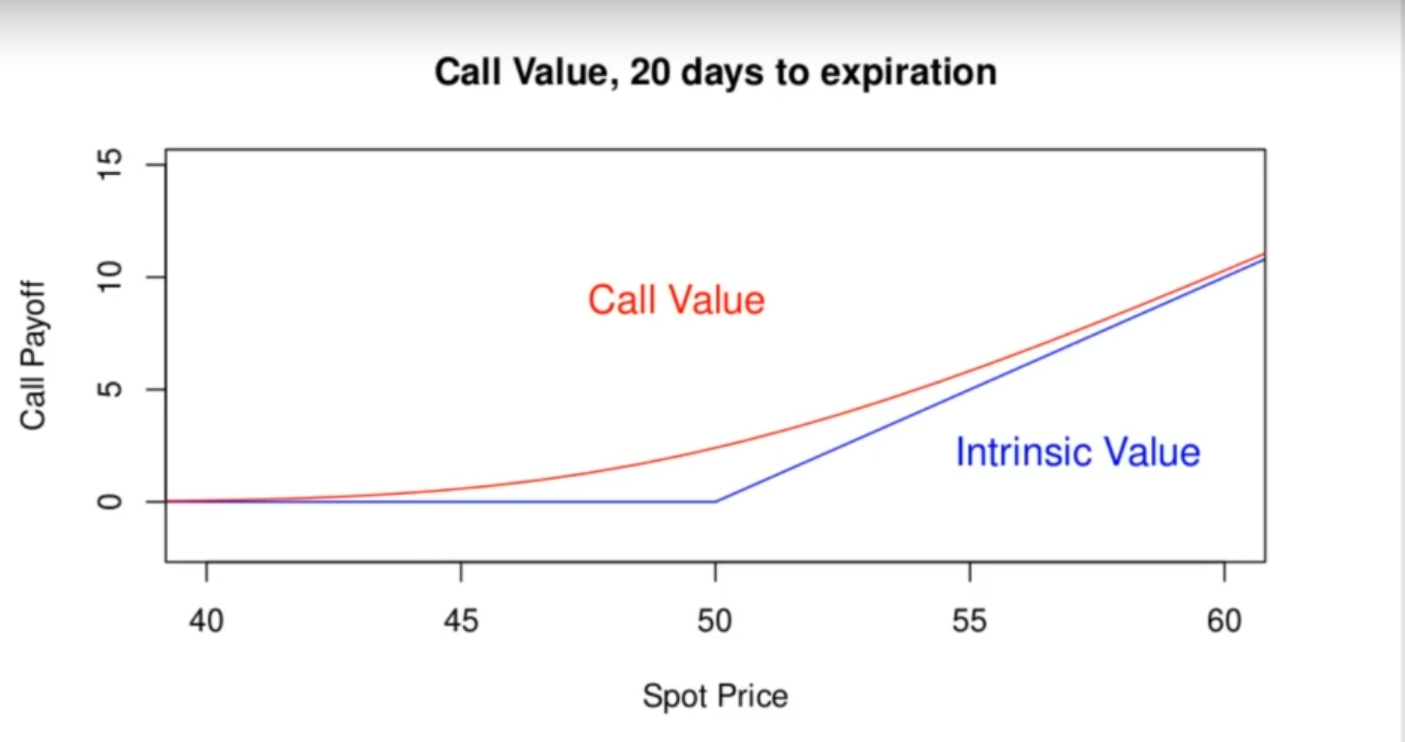 Call Value, 20 days to expiration
15
10
5
0
Call Payoff
Call Value
Intrinsic Value
40 45 50 55 60
Spot Price